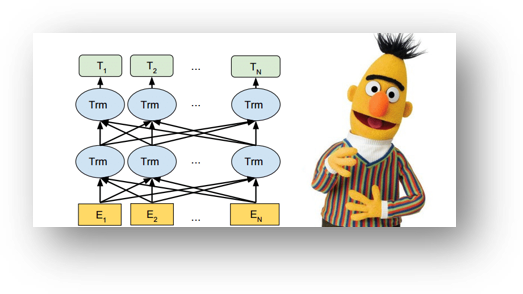 T1 T2 ... TN
Trm Trm ... Trm
Trm Trm ... Trm
E1 E2 ... EN